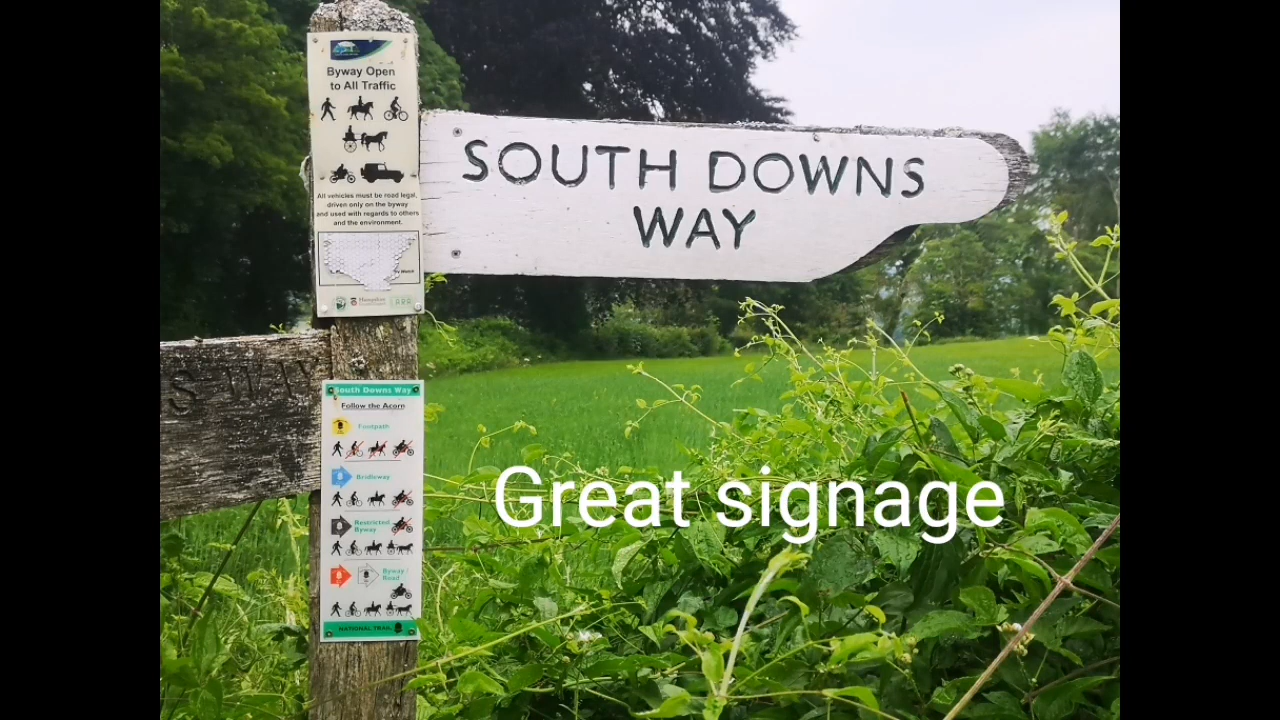 Byway Open
to All Traffic
All vehicles must be road legal,
driven only on the byway
and used with regards to others
and the environment.
Hampshire
SOUTH DOWNS
WAY
S WAY
South Downs Way
Follow the Acorn
Footpath
Bridleway
Restricted
Byway
Byway /
Road
NATIONAL TRAIL
Great signage